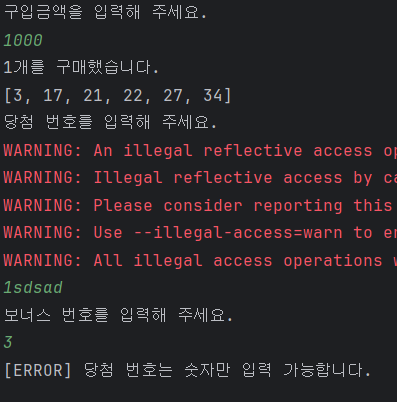 구입금액을 입력해 주세요.
1000
1개를 구매했습니다.
[3, 17, 21, 22, 27, 34]
당첨 번호를 입력해 주세요.
WARNING: An illegal reflective access
WARNING: Illegal reflective access by
WARNING: Please consider reporting this
WARNING: Use --illegal-access=warn to
WARNING: All illegal access operations
1sdsad
보너스 번호를 입력해 주세요.
3
[ERROR] 당첨 번호는 숫자만 입력 가능합니다.